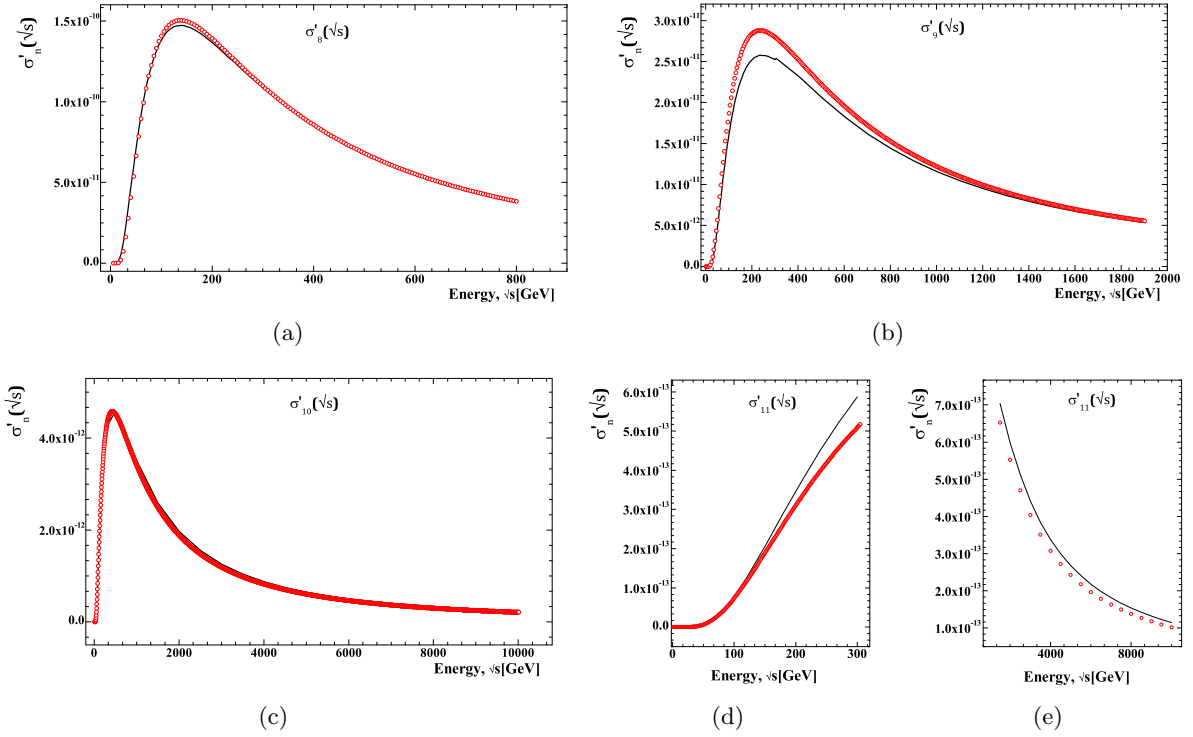 σ'ₙ(√s)
σ'₈(√s)
1.5x10⁻¹⁰
1.0x10⁻¹⁰
5.0x10⁻¹¹
0.0
0 200 400 600 800
Energy, √s[GeV]
(a)
σ'ₙ(√s)
σ'₉(√s)
3.0x10⁻¹¹
2.5x10⁻¹¹
2.0x10⁻¹¹
1.5x10⁻¹¹
1.0x10⁻¹¹
5.0x10⁻¹²
0.0
0 200 400 600 800 1000 1200 1400 1600 1800 2000
Energy, √s[GeV]
(b)
σ'ₙ(√s)
σ'₁₀(√s)
4.0x10⁻¹²
2.0x10⁻¹²
0.0
0 2000 4000 6000 8000 10000
Energy, √s[GeV]
(c)
σ'ₙ(√s)
σ'₁₁(√s)
6.0x10⁻¹³
5.0x10⁻¹³
4.0x10⁻¹³
3.0x10⁻¹³
2.0x10⁻¹³
1.0x10⁻¹³
0.0
0 100 200 300
Energy, √s[GeV]
(d)
σ'ₙ(√s)
σ'₁₁(√s)
7.0x10⁻¹³
6.0x10⁻¹³
5.0x10⁻¹³
4.0x10⁻¹³
3.0x10⁻¹³
2.0x10⁻¹³
1.0x10⁻¹³
4000 8000
Energy, √s[GeV]
(e)